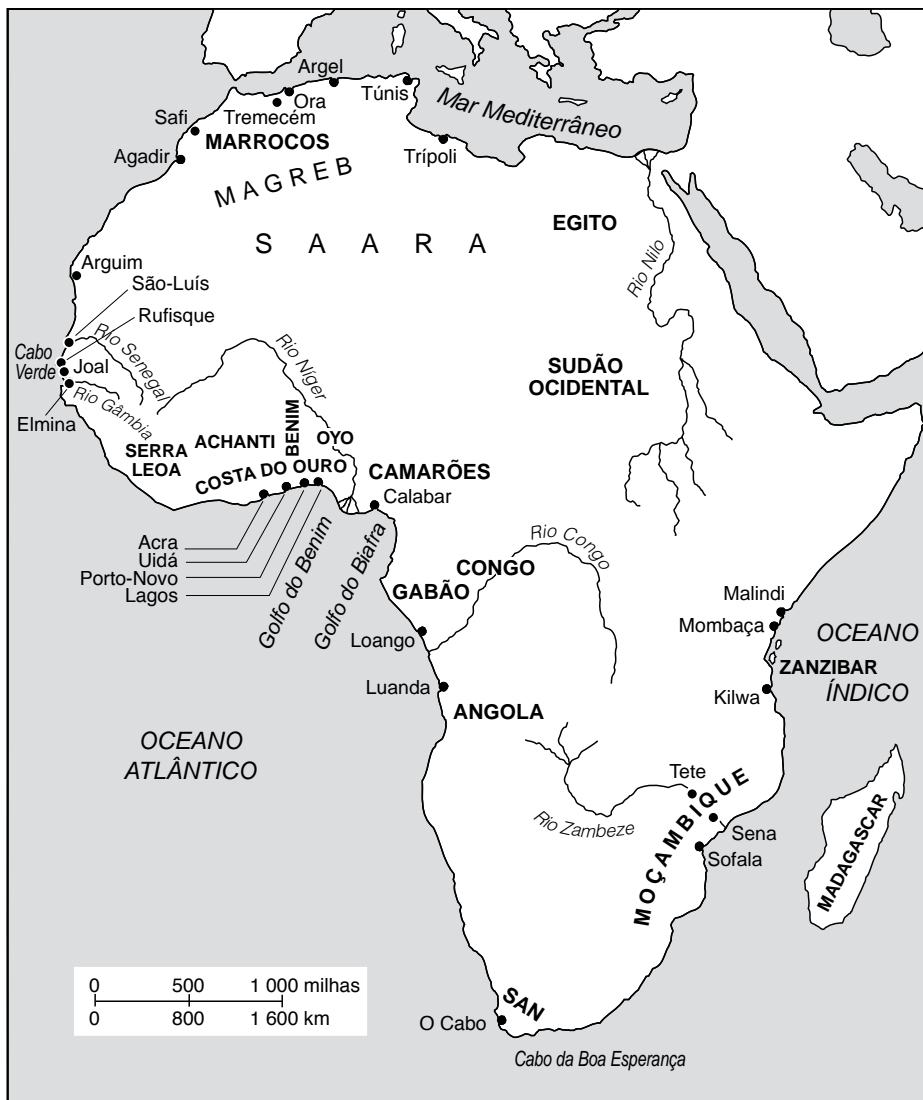 Argel
Ora
Túnis
Tremecém
Mar Mediterrâneo
Safi
MARROCOS
Trípoli
Agadir
MAGREB
SAARA
EGITO
Rio Nilo
Arguim
São-Luís
Rufisque
Cabo
Verde
Rio Senegal
Joal
Rio Níger
SUDÃO
OCIDENTAL
Elmina
Rio Gâmbia
SERRA
LEOA
ACHANTI
BENIM
OYO
COSTA DO OURO
CAMARÕES
Calabar
Acra
Uidá
Porto-Novo
Lagos
Golfo do Benim
Golfo do Biafra
Rio Congo
CONGO
GABÃO
Malindi
Mombaça
OCEANO
ÍNDICO
Loango
ZANZIBAR
Kilwa
Luanda
ANGOLA
OCEANO
ATLÂNTICO
Tete
Rio Zambeze
MOÇAMBIQUE
Sena
Sofala
MADAGASCAR
0 500 1 000 milhas
0 800 1 600 km
SAN
O Cabo
Cabo da Boa Esperança